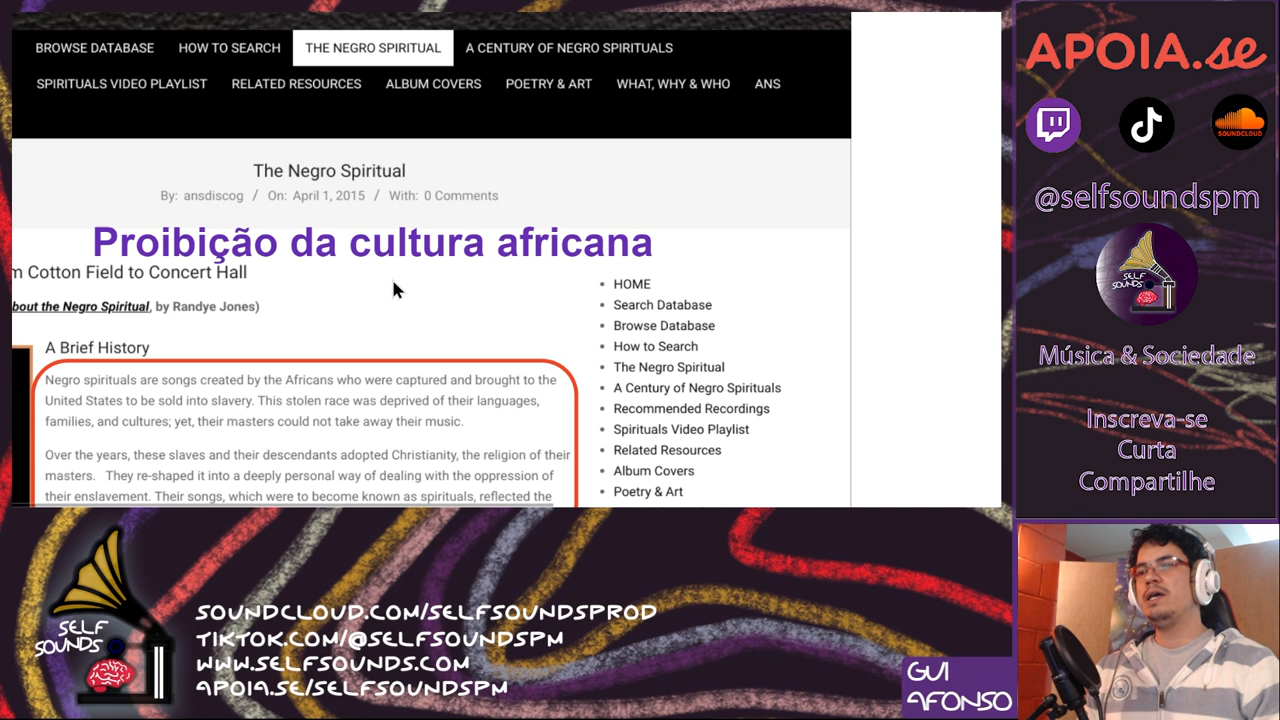 BROWSE DATABASE HOW TO SEARCH THE NEGRO SPIRITUAL A CENTURY OF NEGRO SPIRITUALS
SPIRITUALS VIDEO PLAYLIST RELATED RESOURCES ALBUM COVERS POETRY & ART WHAT, WHY & WHO ANS
The Negro Spiritual
By: ansdiscog / On: April 1, 2015 / With: 0 Comments
Proibição da cultura africana
m Cotton Field to Concert Hall
bout the Negro Spiritual, by Randye Jones)
A Brief History
Negro spirituals are songs created by the Africans who were captured and brought to the
United States to be sold into slavery. This stolen race was deprived of their languages,
families, and cultures; yet, their masters could not take away their music.
Over the years, these slaves and their descendants adopted Christianity, the religion of their
masters. They re-shaped it into a deeply personal way of dealing with the oppression of
their enslavement. Their songs, which were to become known as spirituals, reflected the
HOME
Search Database
Browse Database
How to Search
The Negro Spiritual
A Century of Negro Spirituals
Recommended Recordings
Spirituals Video Playlist
Related Resources
Album Covers
Poetry & Art
APOIA.se
SOUNDCLOUD
@selfsoundspm
SELF
SOUNDS
Música & Sociedade
Inscreva-se
Curta
Compartilhe
SELF
SOUNDS
SOUNDCLOUD.COM/SELFSOUNDSPROD
TIKTOK.COM/@SELFSOUNDSPM
WWW.SELFSOUNDS.COM
APOIA.SE/SELFSOUNDSPM
GUI
AFONSO